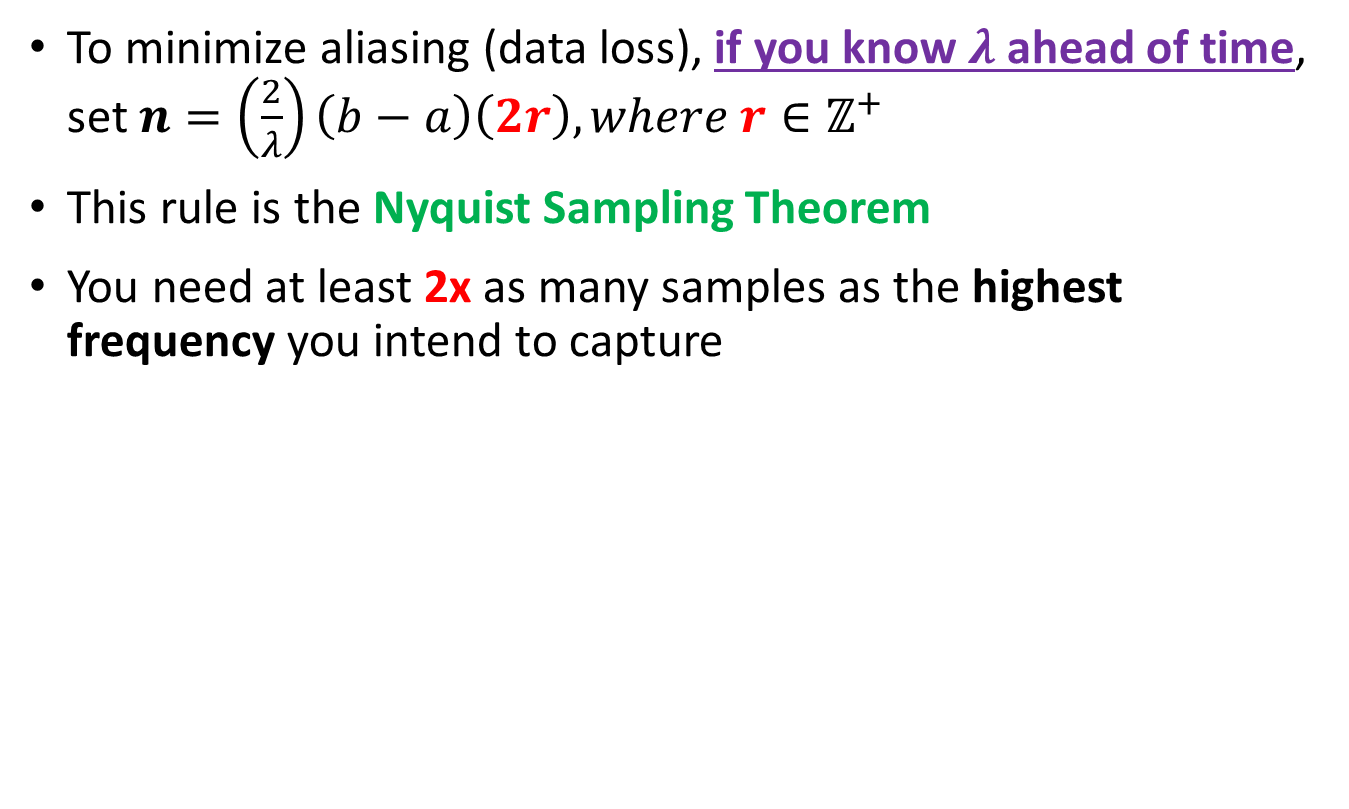 • To minimize aliasing (data loss), if you know λ ahead of time,
set n = (2/λ) (b − a)(2r), where r ∈ ℤ⁺
• This rule is the Nyquist Sampling Theorem
• You need at least 2x as many samples as the highest
frequency you intend to capture